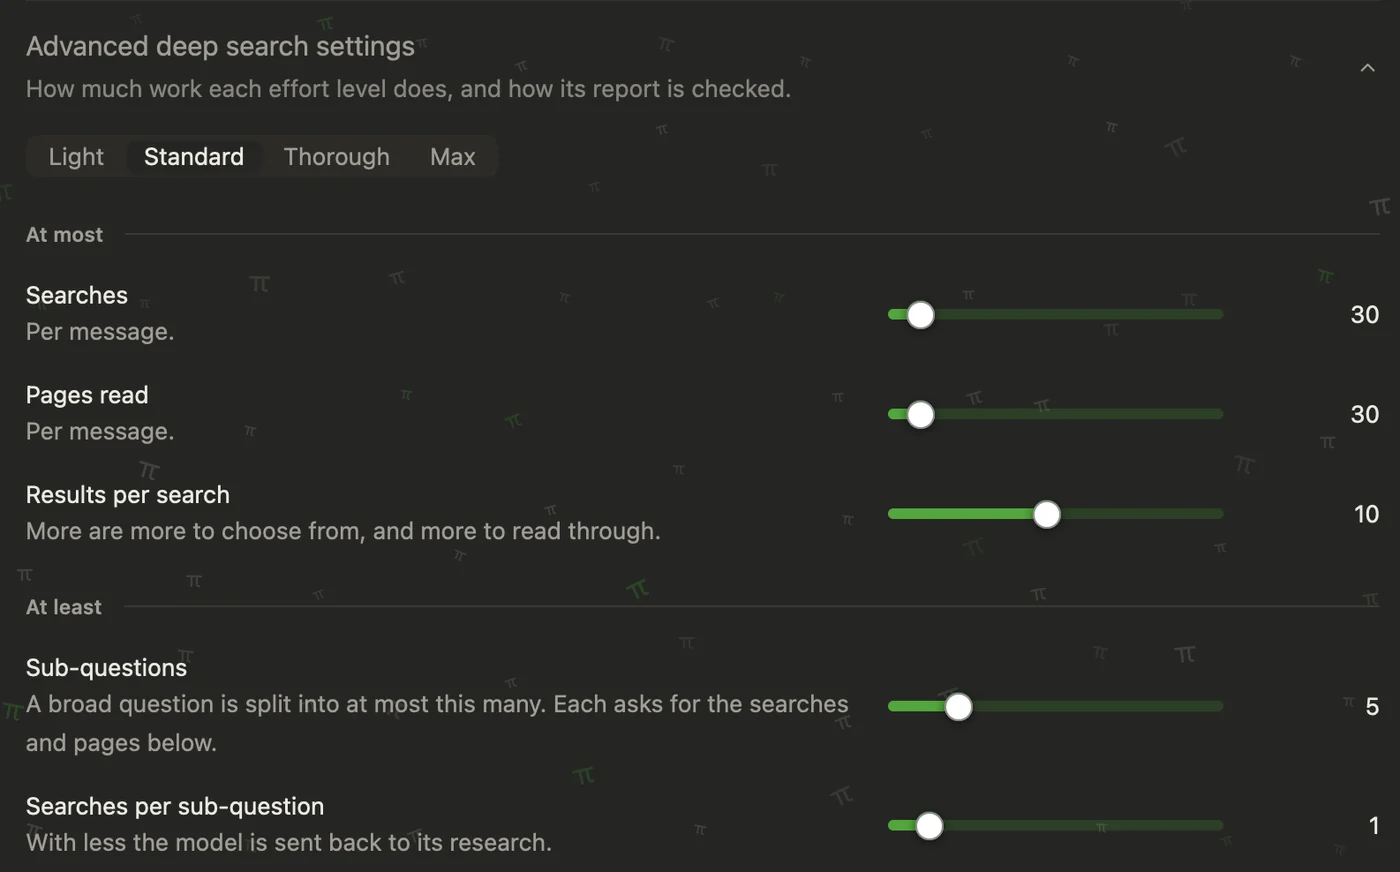 Advanced deep search settings
How much work each effort level does, and how its report is checked.
Light Standard Thorough Max
At most
Searches
Per message.
30
Pages read
Per message.
30
Results per search
More are more to choose from, and more to read through.
10
At least
Sub-questions
A broad question is split into at most this many. Each asks for the searches
and pages below.
5
Searches per sub-question
With less the model is sent back to its research.
1